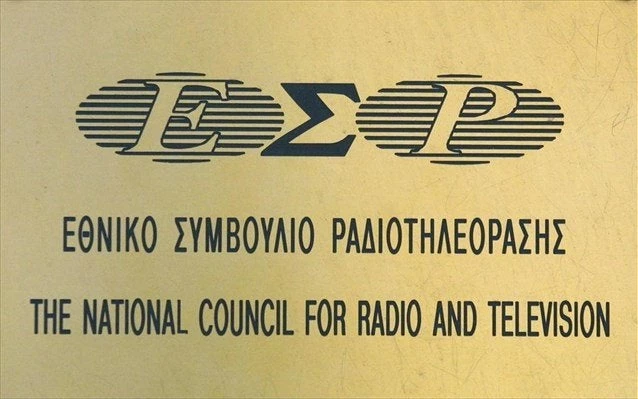 ΕΣΡ
ΕΘΝΙΚΟ ΣΥΜΒΟΥΛΙΟ ΡΑΔΙΟΤΗΛΕΟΡΑΣΗΣ
THE NATIONAL COUNCIL FOR RADIO AND TELEVISION